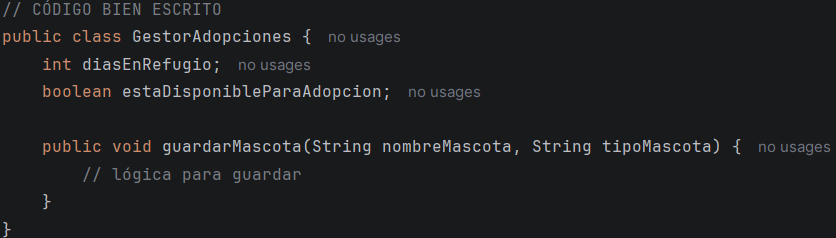 // CÓDIGO BIEN ESCRITO
public class GestorAdopciones { no usages
    int diasEnRefugio; no usages
    boolean estaDisponibleParaAdopcion; no usages

    public void guardarMascota(String nombreMascota, String tipoMascota) { no usages
        // lógica para guardar
    }
}